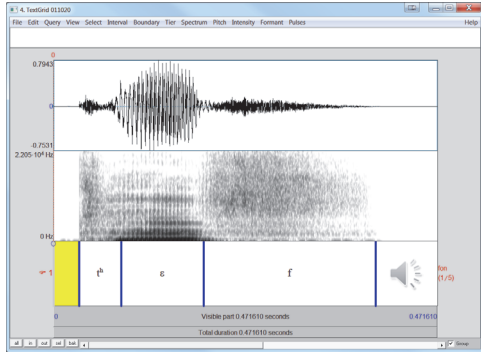 4. TextGrid 011020
File Edit Query View Select Interval Boundary Tier Spectrum Pitch Intensity Formant Pulses Help
0
0.7943
0
-0.7531
2.205·10⁴ Hz
0 Hz
0
☞ 1
tʰ
ε
f
fon
(1/5)
0 Visible part 0.471610 seconds 0.471610
Total duration 0.471610 seconds
all in out sel bak Group